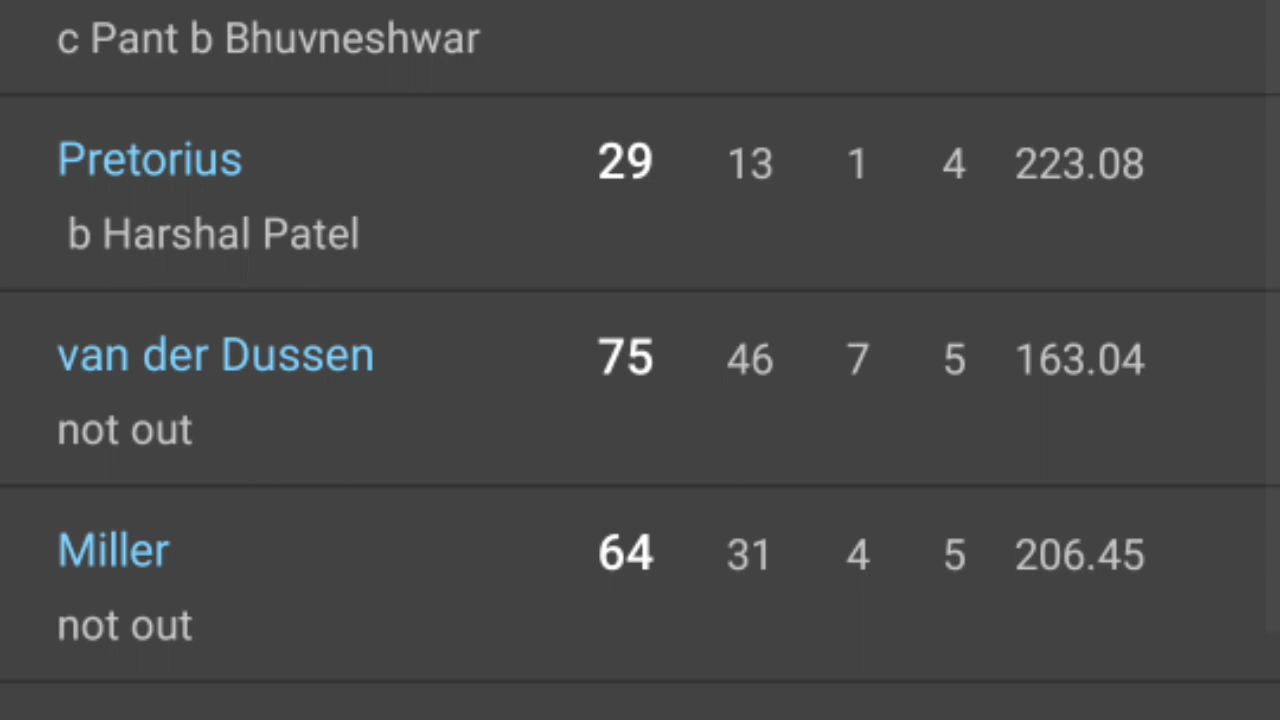 c Pant b Bhuvneshwar
Pretorius 29 13 1 4 223.08
b Harshal Patel
van der Dussen 75 46 7 5 163.04
not out
Miller 64 31 4 5 206.45
not out